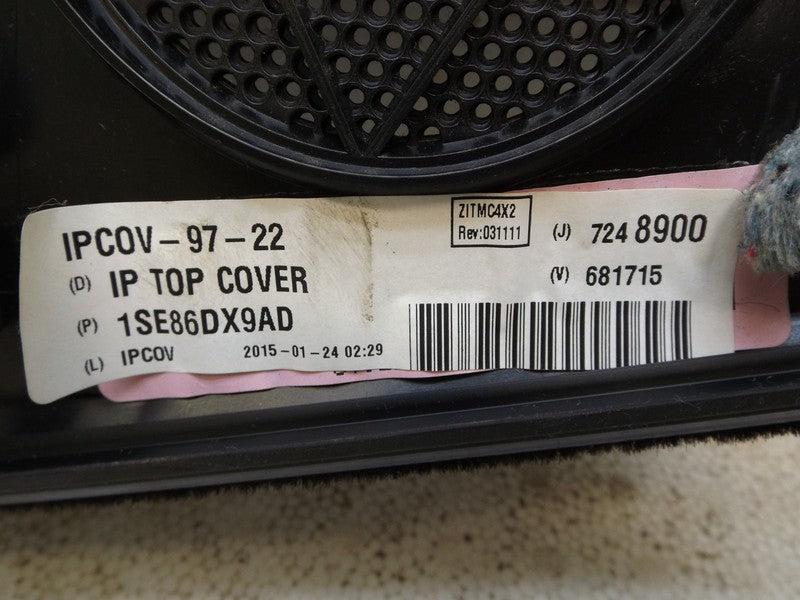 IPCOV-97-22
(D) IP TOP COVER
(P) 1SE86DX9AD
(L) IPCOV 2015-01-24 02:29
ZITMC4X2
Rev:031111
(J) 724 8900
(V) 681715